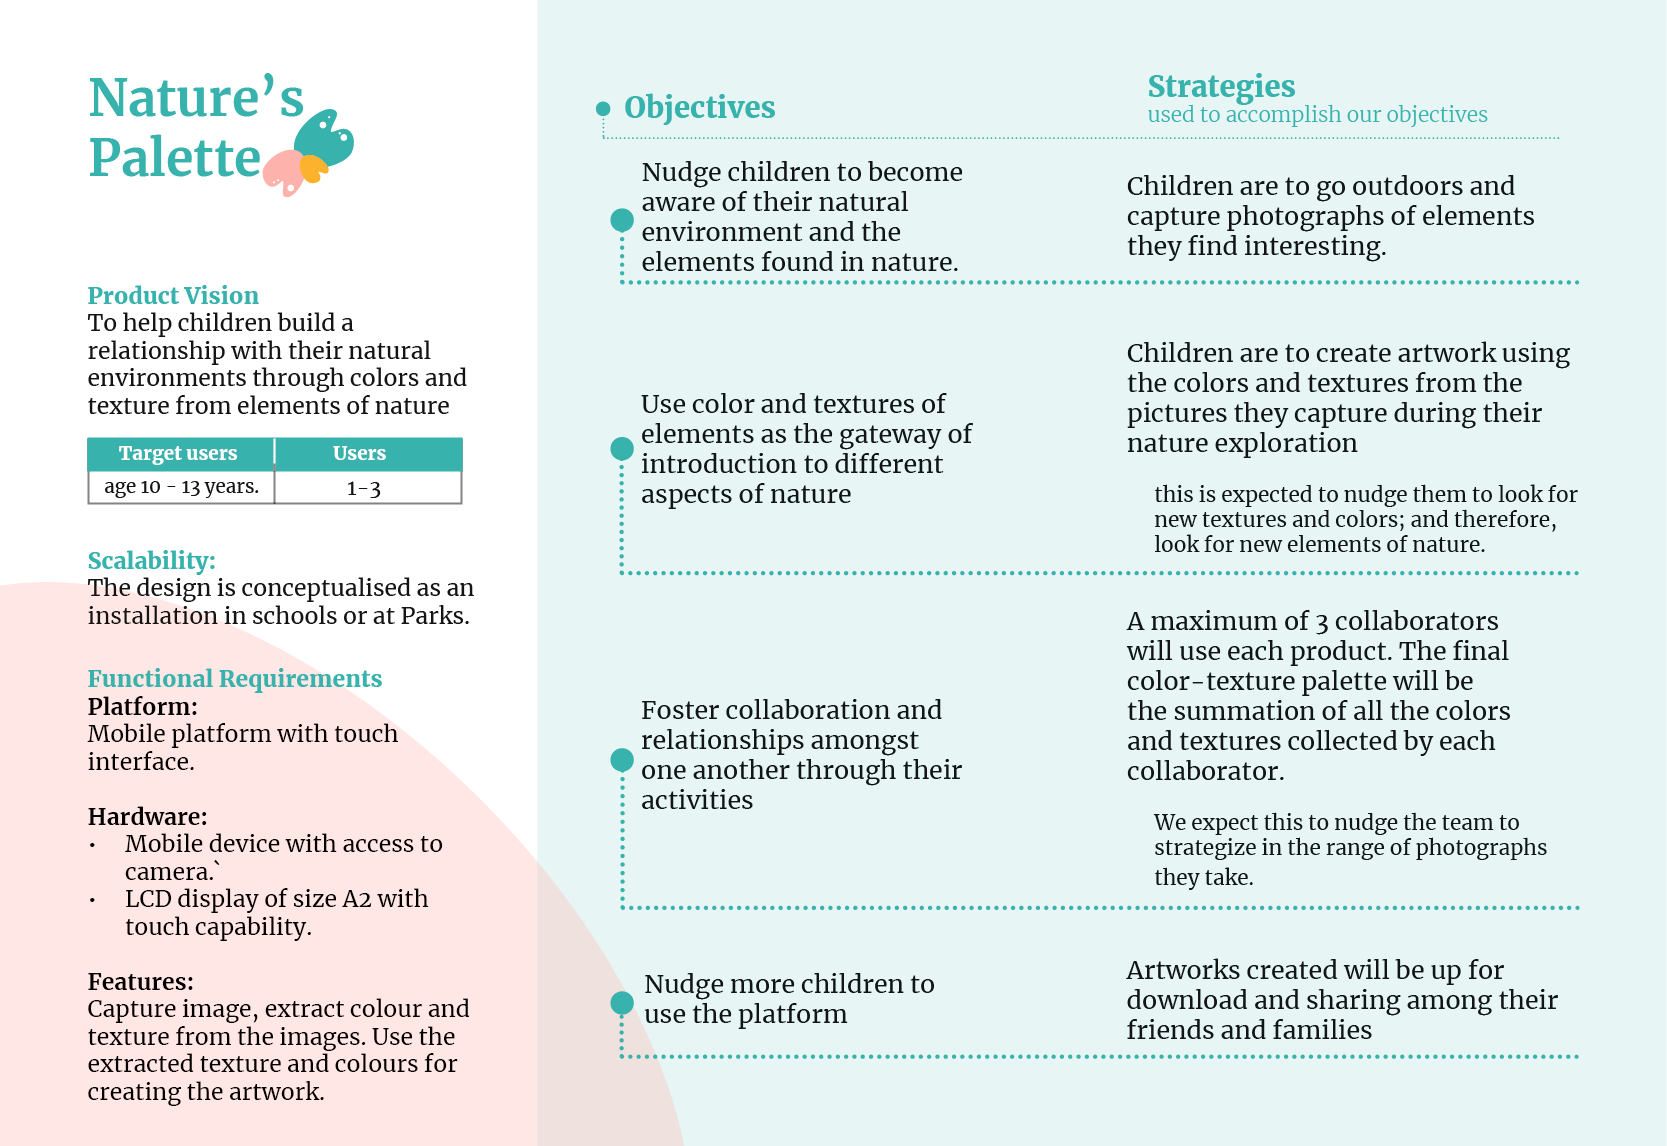 Nature’s
Palette
Product Vision
To help children build a
relationship with their natural
environments through colors and
texture from elements of nature
Target users Users
age 10 - 13 years. 1-3
Scalability:
The design is conceptualised as an
installation in schools or at Parks.
Functional Requirements
Platform:
Mobile platform with touch
interface.
Hardware:
• Mobile device with access to
camera.`
• LCD display of size A2 with
touch capability.
Features:
Capture image, extract colour and
texture from the images. Use the
extracted texture and colours for
creating the artwork.
Objectives
Strategies
used to accomplish our objectives
Nudge children to become
aware of their natural
environment and the
elements found in nature.
Children are to go outdoors and
capture photographs of elements
they find interesting.
Use color and textures of
elements as the gateway of
introduction to different
aspects of nature
Children are to create artwork using
the colors and textures from the
pictures they capture during their
nature exploration
this is expected to nudge them to look for
new textures and colors; and therefore,
look for new elements of nature.
Foster collaboration and
relationships amongst
one another through their
activities
A maximum of 3 collaborators
will use each product. The final
color-texture palette will be
the summation of all the colors
and textures collected by each
collaborator.
We expect this to nudge the team to
strategize in the range of photographs
they take.
Nudge more children to
use the platform
Artworks created will be up for
download and sharing among their
friends and families